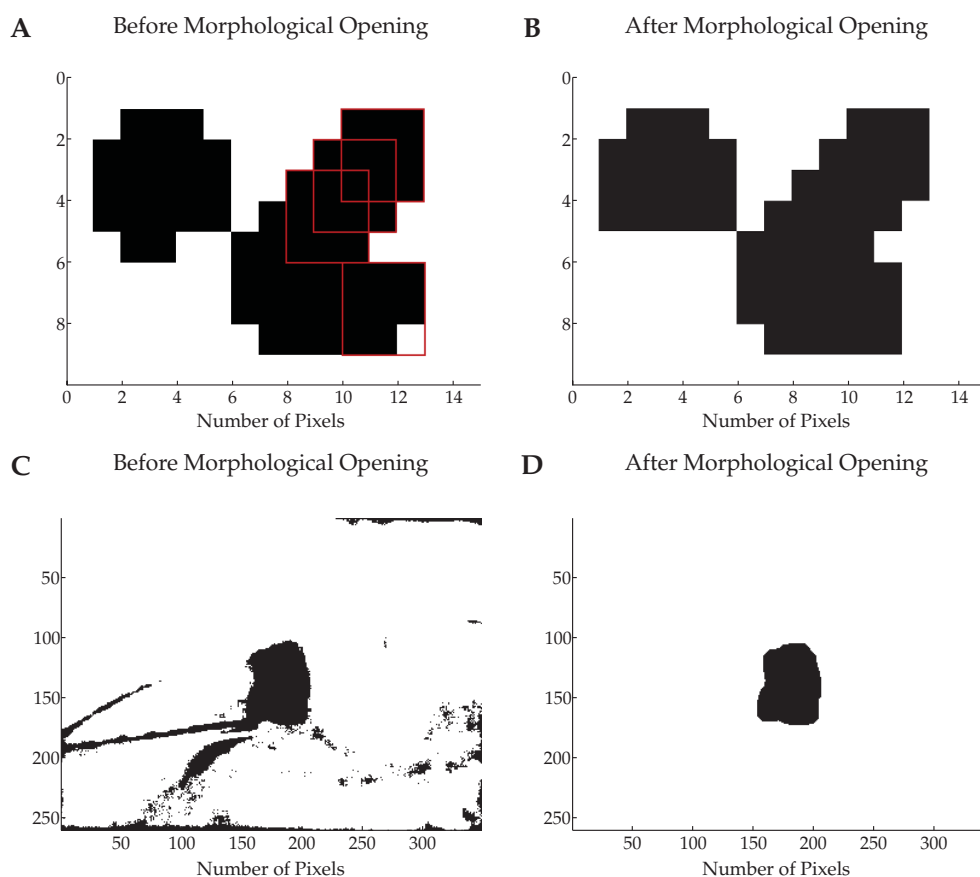 A Before Morphological Opening
B After Morphological Opening
0
2
4
6
8
0 2 4 6 8 10 12 14
Number of Pixels
0
2
4
6
8
0 2 4 6 8 10 12 14
Number of Pixels
C Before Morphological Opening
D After Morphological Opening
50
100
150
200
250
50 100 150 200 250 300
Number of Pixels
50
100
150
200
250
50 100 150 200 250 300
Number of Pixels